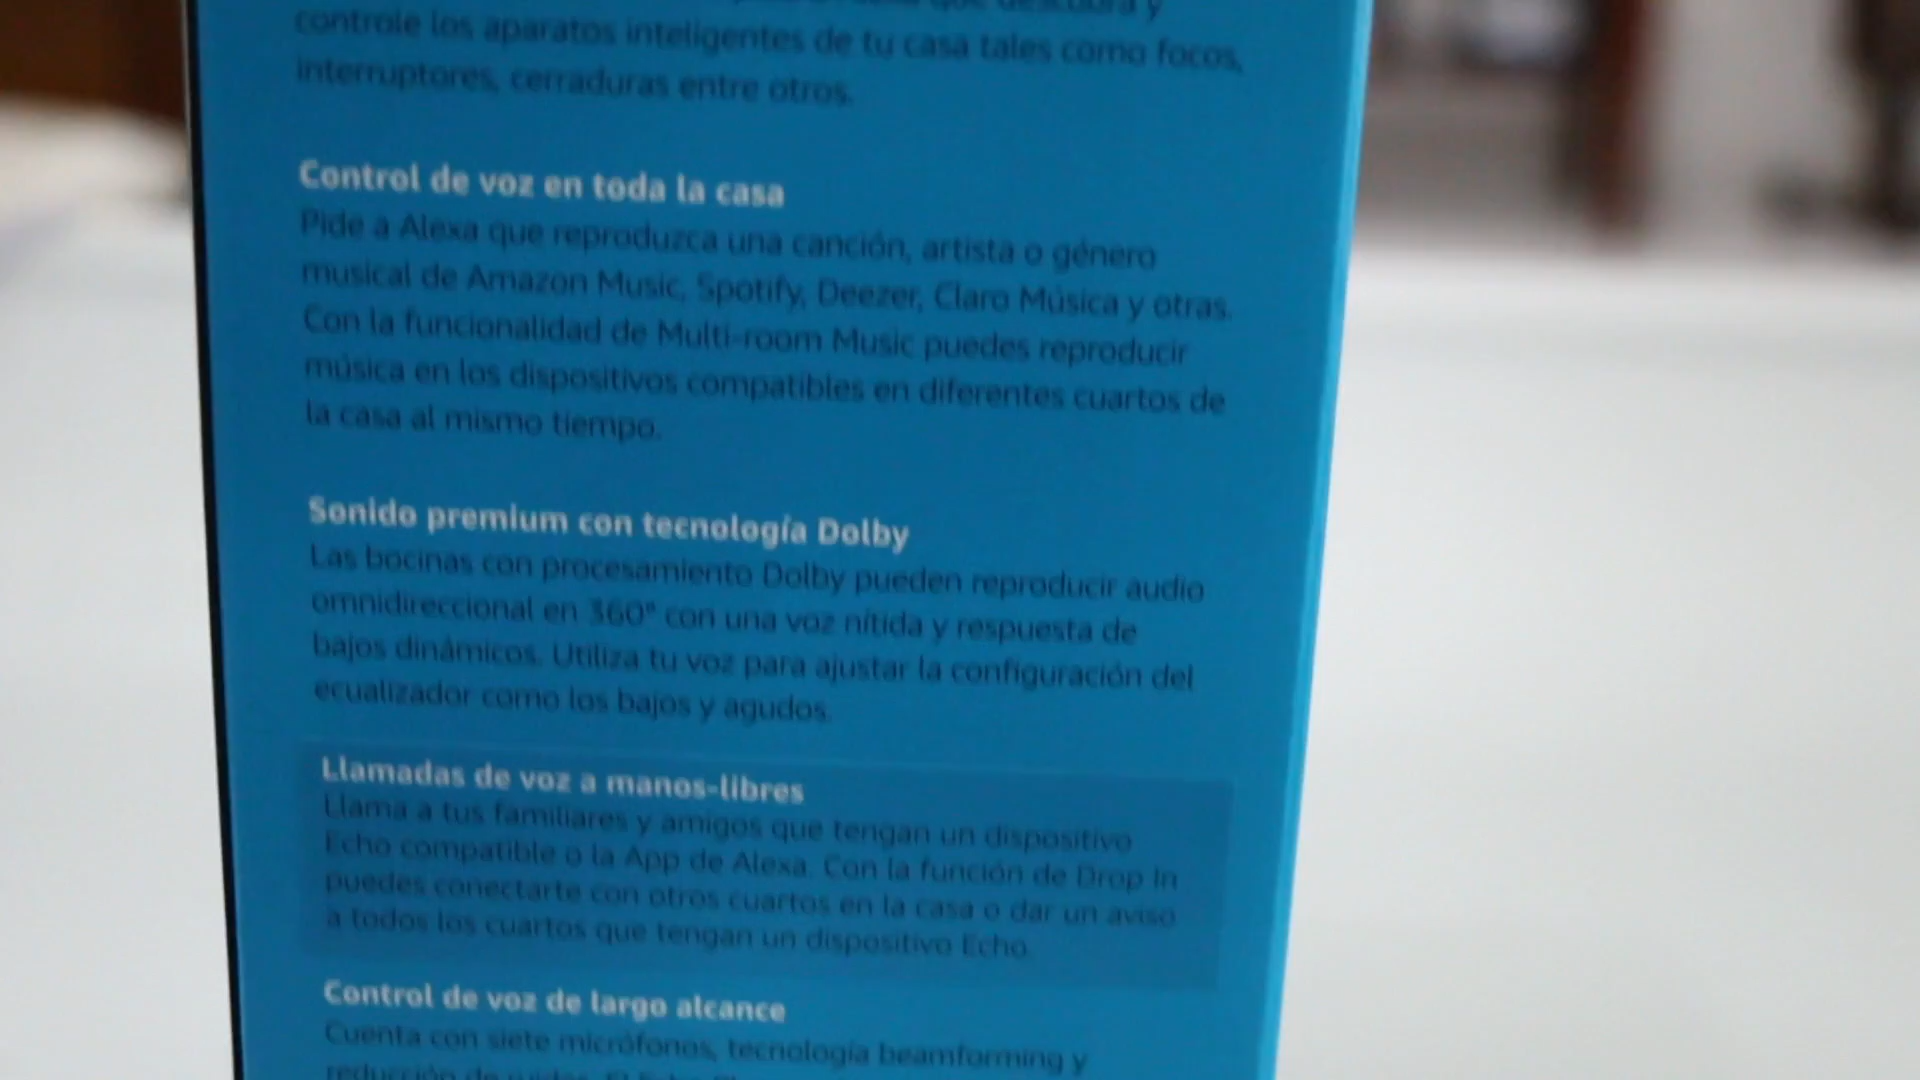 que descubra y
controle los aparatos inteligentes de tu casa tales como focos,
interruptores, cerraduras entre otros.
Control de voz en toda la casa
Pide a Alexa que reproduzca una canción, artista o género
musical de Amazon Music, Spotify, Deezer, Claro Música y otras.
Con la funcionalidad de Multi-room Music puedes reproducir
música en los dispositivos compatibles en diferentes cuartos de
la casa al mismo tiempo.
Sonido premium con tecnología Dolby
Las bocinas con procesamiento Dolby pueden reproducir audio
omnidireccional en 360° con una voz nítida y respuesta de
bajos dinámicos. Utiliza tu voz para ajustar la configuración del
ecualizador como los bajos y agudos.
Llamadas de voz a manos-libres
Llama a tus familiares y amigos que tengan un dispositivo
Echo compatible o la App de Alexa. Con la función de Drop In
puedes conectarte con otros cuartos en la casa o dar un aviso
a todos los cuartos que tengan un dispositivo Echo.
Control de voz de largo alcance
Cuenta con siete micrófonos, tecnología beamforming y
reducción de